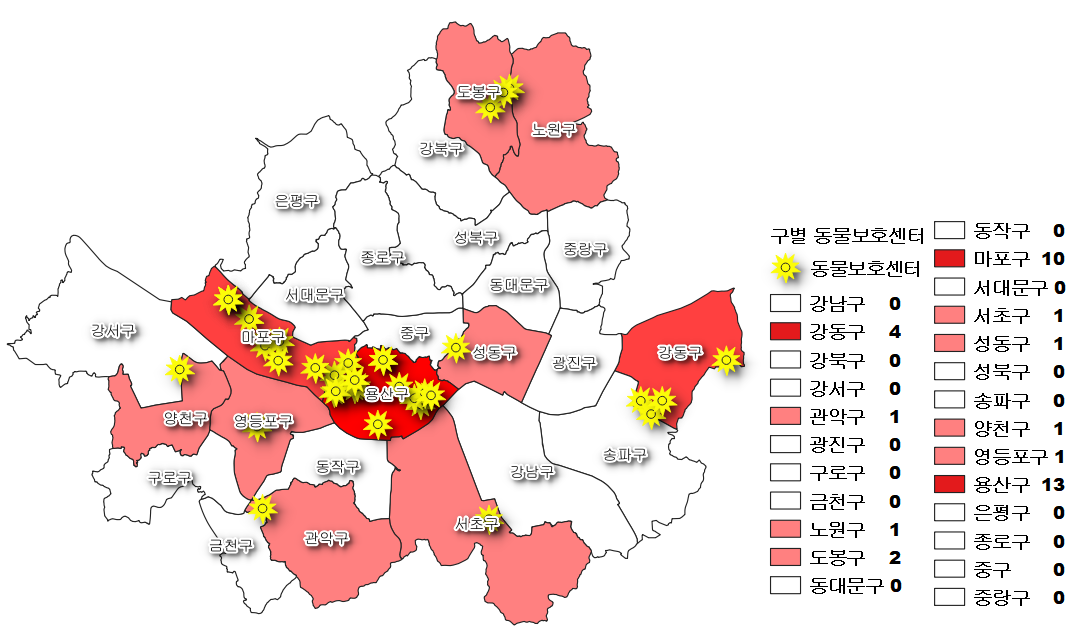 도봉구
노원구
강북구
은평구
성북구
중랑구
종로구
동대문구
서대문구
강서구
마포구
중구
성동구
강동구
광진구
용산구
양천구
영등포구
송파구
동작구
강남구
구로구
서초구
관악구
금천구
구별 동물보호센터
동물보호센터
강남구 0
강동구 4
강북구 0
강서구 0
관악구 1
광진구 0
구로구 0
금천구 0
노원구 1
도봉구 2
동대문구 0
동작구 0
마포구 10
서대문구 0
서초구 1
성동구 1
성북구 0
송파구 0
양천구 1
영등포구 1
용산구 13
은평구 0
종로구 0
중구 0
중랑구 0